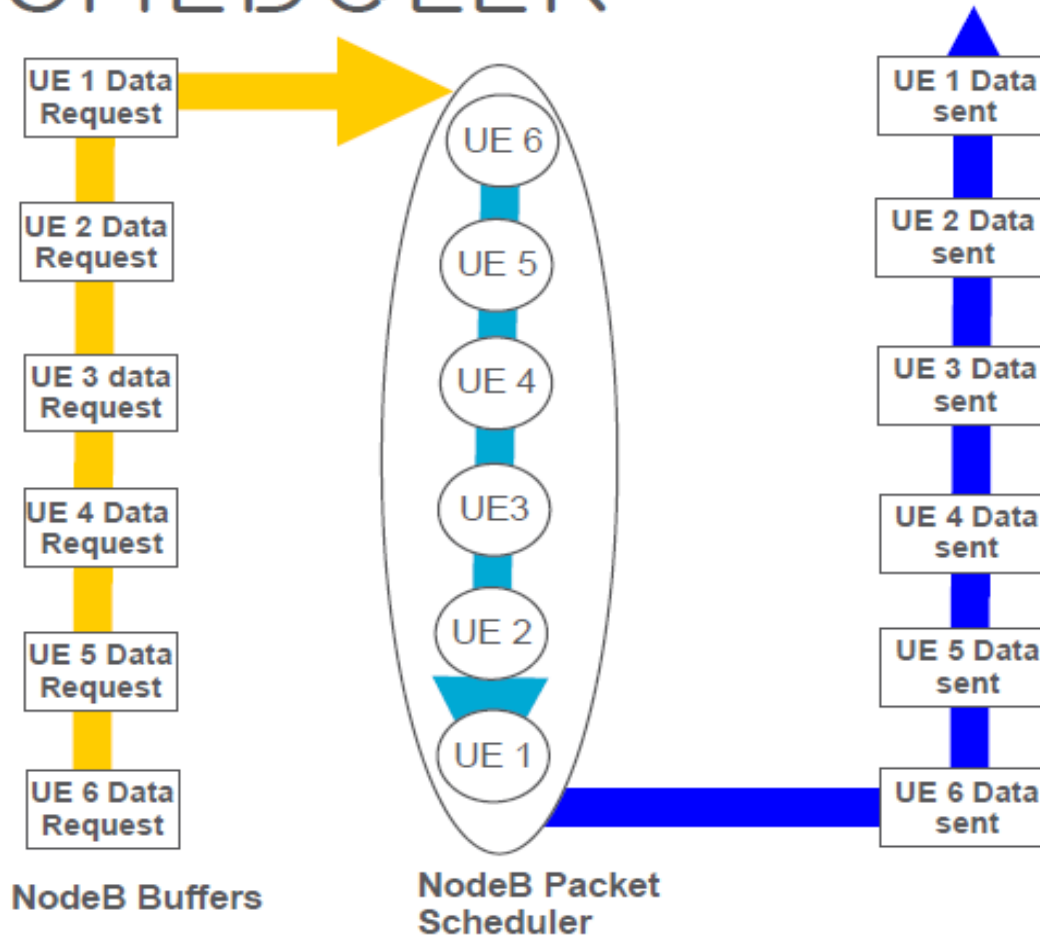 UE 1 Data
Request
UE 2 Data
Request
UE 3 data
Request
UE 4 Data
Request
UE 5 Data
Request
UE 6 Data
Request
NodeB Buffers
UE 6
UE 5
UE 4
UE3
UE 2
UE 1
NodeB Packet
Scheduler
UE 1 Data
sent
UE 2 Data
sent
UE 3 Data
sent
UE 4 Data
sent
UE 5 Data
sent
UE 6 Data
sent